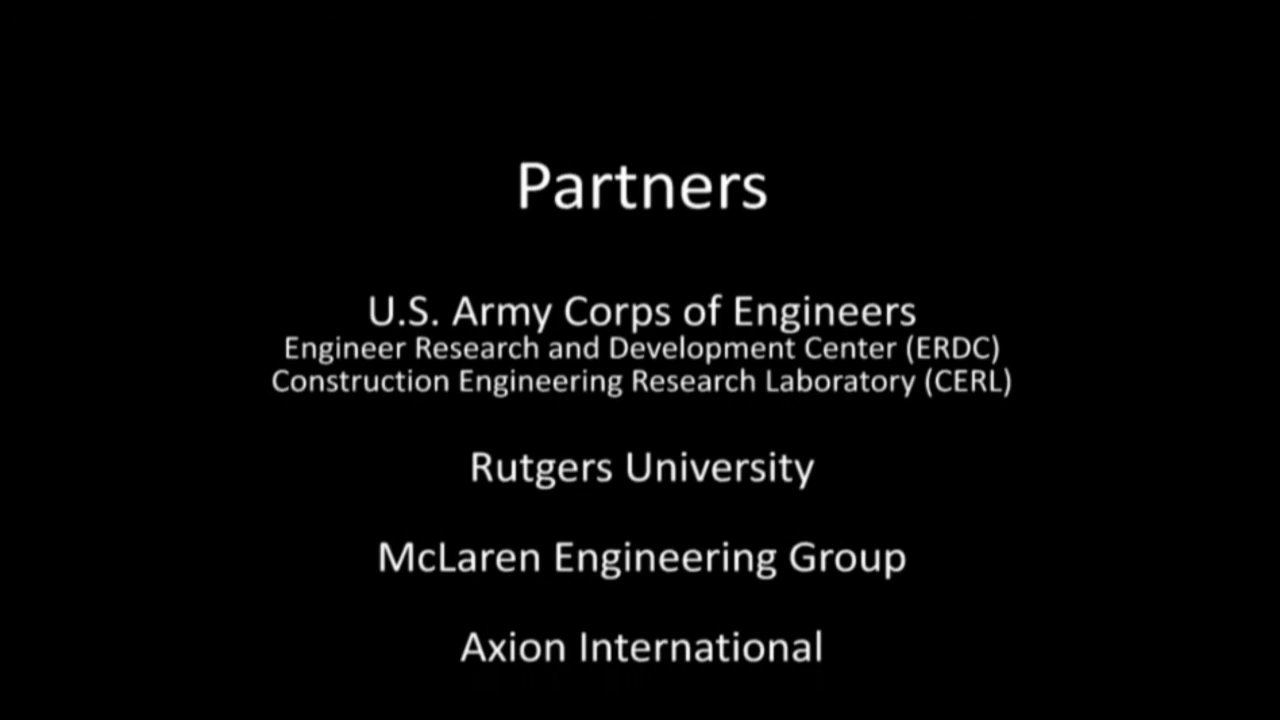 Partners
U.S. Army Corps of Engineers
Engineer Research and Development Center (ERDC)
Construction Engineering Research Laboratory (CERL)
Rutgers University
McLaren Engineering Group
Axion International